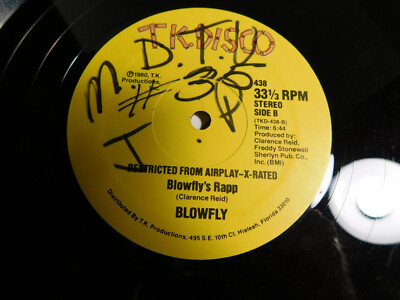 T.K. DISCO
M.D.T.U
#35
I
℗1980, T.K.
Productions,
438
33⅓ RPM
STEREO
SIDE B
(TKD-438-B)
Time: 6:44
Produced by:
Clarence Reid,
Freddy Stonewall
Sherlyn Pub. Co.,
Inc. (BMI)
RESTRICTED FROM AIRPLAY–X-RATED
Blowfly's Rapp
(Clarence Reid)
BLOWFLY
Distributed By T.K. Productions, 495 S.E. 10th Ct. Hialeah, Florida 33010